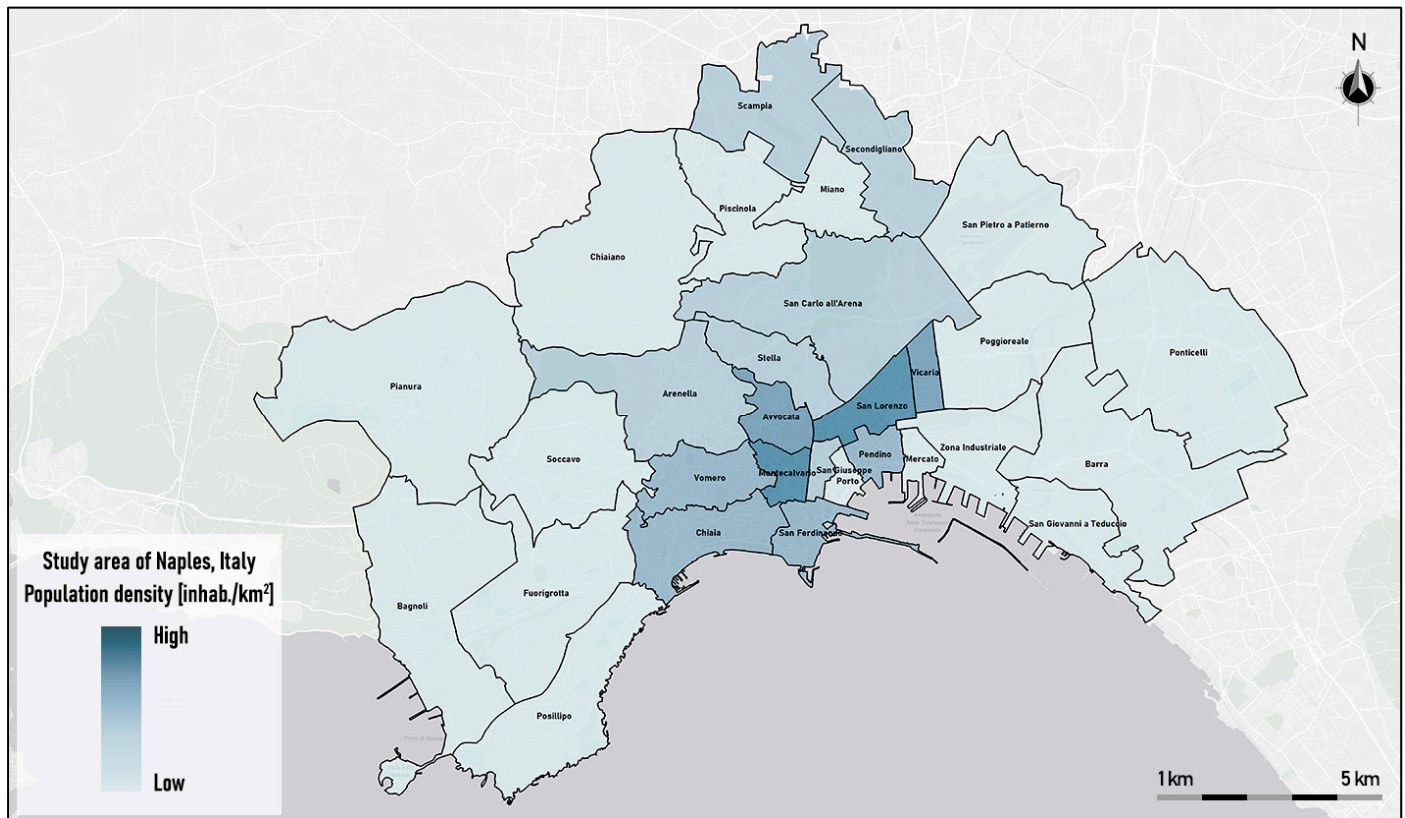 N
Scampia
Secondigliano
Miano
Piscinola
San Pietro a Patierno
Chiaiano
San Carlo all'Arena
Poggioreale
Ponticelli
Stella
Pianura
Vicaria
Arenella
San Lorenzo
Avvocata
Zona Industriale
Soccavo
Pendino
Mercato
Barra
San Giuseppe
Montecalvario
Vomero
Porto
San Giovanni a Teduccio
Chiaia
San Ferdinando
Fuorigrotta
Bagnoli
Posillipo
Study area of Naples, Italy
Population density [inhab./km²]
High
Low
1 km 5 km